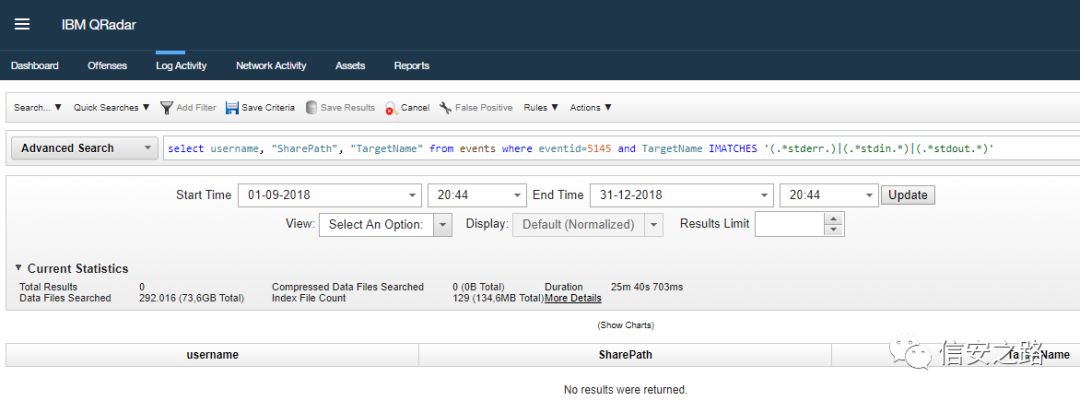 IBM QRadar
Dashboard Offenses Log Activity Network Activity Assets Reports
Search... ▼ Quick Searches ▼ Add Filter Save Criteria Save Results Cancel False Positive Rules ▼ Actions ▼
Advanced Search select username, "SharePath", "TargetName" from events where eventid=5145 and TargetName IMATCHES '(.*stderr.)|(.*stdin.*)|(.*stdout.*)'
Start Time 01-09-2018 20:44 End Time 31-12-2018 20:44 Update
View: Select An Option: Display: Default (Normalized) Results Limit
▼ Current Statistics
Total Results 0 Compressed Data Files Searched 0 (0B Total) Duration 25m 40s 703ms
Data Files Searched 292.016 (73,6GB Total) Index File Count 129 (134,6MB Total) More Details
(Show Charts)
username SharePath TargetName
信安之路
No results were returned.